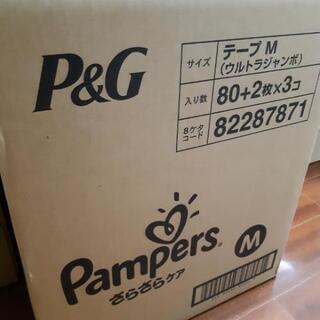 P&G
サイズ
テープ M
(ウルトラジャンボ)
入り数
80+2枚×3コ
8ケタ
コード
82287871
Pampers
さらさらケア
M